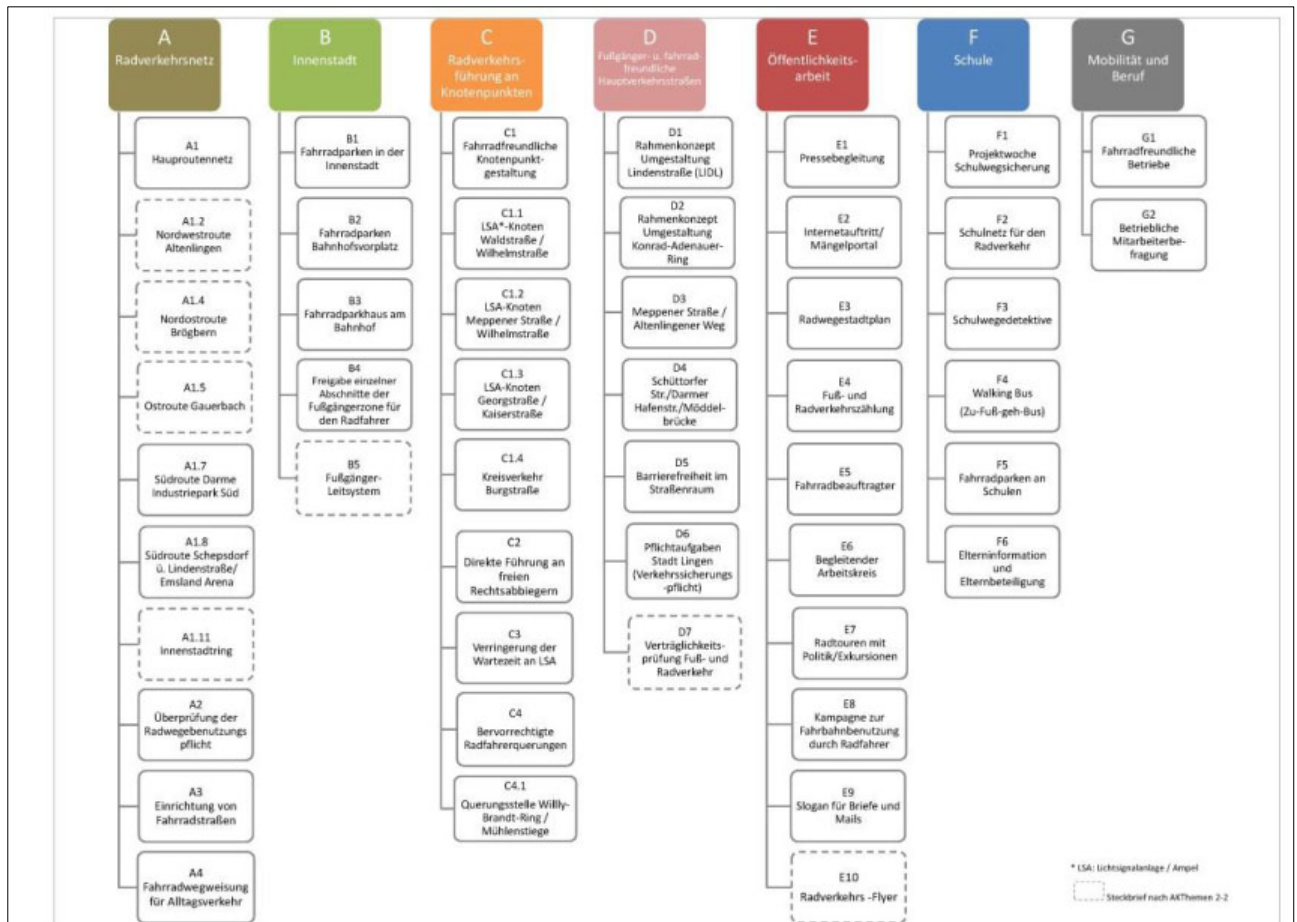 A
Radverkehrsnetz
A1
Hauproutennetz
A1.2
Nordwestroute
Altenlingen
A1.4
Nordostroute
Brögbern
A1.5
Ostroute Gauerbach
A1.7
Südroute Darme
Industriepark Süd
A1.8
Südroute Schepsdorf
ü. Lindenstraße/
Emsland Arena
A1.11
Innenstadtring
A2
Überprüfung der
Radwegebenutzungs
pflicht
A3
Einrichtung von
Fahrradstraßen
A4
Fahrradwegweisung
für Alltagsverkehr
B
Innenstadt
B1
Fahrradparken in der
Innenstadt
B2
Fahrradparken
Bahnhofsvorplatz
B3
Fahrradparkhaus am
Bahnhof
B4
Freigabe einzelner
Abschnitte der
Fußgängerzone für
den Radfahrer
B5
Fußgänger-
Leitsystem
C
Radverkehrs-
führung an
Knotenpunkten
C1
Fahrradfreundliche
Knotenpunkt-
gestaltung
C1.1
LSA*-Knoten
Waldstraße /
Wilhelmstraße
C1.2
LSA-Knoten
Meppener Straße /
Wilhelmstraße
C1.3
LSA-Knoten
Georgstraße /
Kaiserstraße
C1.4
Kreisverkehr
Burgstraße
C2
Direkte Führung an
freien
Rechtsabbiegern
C3
Verringerung der
Wartezeit an LSA
C4
Bervorrechtigte
Radfahrerquerungen
C4.1
Querungsstelle Willly-
Brandt-Ring /
Mühlenstiege
D
Fußgänger- u. fahrrad-
freundliche
Hauptverkehrsstraßen
D1
Rahmenkonzept
Umgestaltung
Lindenstraße (LIDL)
D2
Rahmenkonzept
Umgestaltung
Konrad-Adenauer-
Ring
D3
Meppener Straße /
Altenlingener Weg
D4
Schüttorfer
Str./Darmer
Hafenstr./Möddel-
brücke
D5
Barrierefreiheit im
Straßenraum
D6
Pflichtaufgaben
Stadt Lingen
(Verkehrssicherungs
-pflicht)
D7
Verträglichkeits-
prüfung Fuß- und
Radverkehr
E
Öffentlichkeits-
arbeit
E1
Pressebegleitung
E2
Internetauftritt/
Mängelportal
E3
Radwegestadtplan
E4
Fuß- und
Radverkehrszählung
E5
Fahrradbeauftragter
E6
Begleitender
Arbeitskreis
E7
Radtouren mit
Politik/Exkursionen
E8
Kampagne zur
Fahrbahnbenutzung
durch Radfahrer
E9
Slogan für Briefe und
Mails
E10
Radverkehrs -Flyer
F
Schule
F1
Projektwoche
Schulwegsicherung
F2
Schulnetz für den
Radverkehr
F3
Schulwegedetektive
F4
Walking Bus
(Zu-Fuß-geh-Bus)
F5
Fahrradparken an
Schulen
F6
Elterninformation
und
Elternbeteiligung
G
Mobilität und
Beruf
G1
Fahrradfreundliche
Betriebe
G2
Betriebliche
Mitarbeiterbe-
fragung
* LSA: Lichtsignalanlage / Ampel
Steckbrief nach AKThemen 2-2